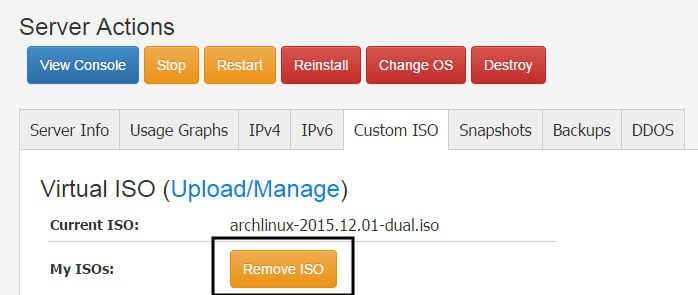 Server Actions
View Console Stop Restart Reinstall Change OS Destroy
Server Info Usage Graphs IPv4 IPv6 Custom ISO Snapshots Backups DDOS
Virtual ISO (Upload/Manage)
Current ISO: archlinux-2015.12.01-dual.iso
My ISOs: Remove ISO